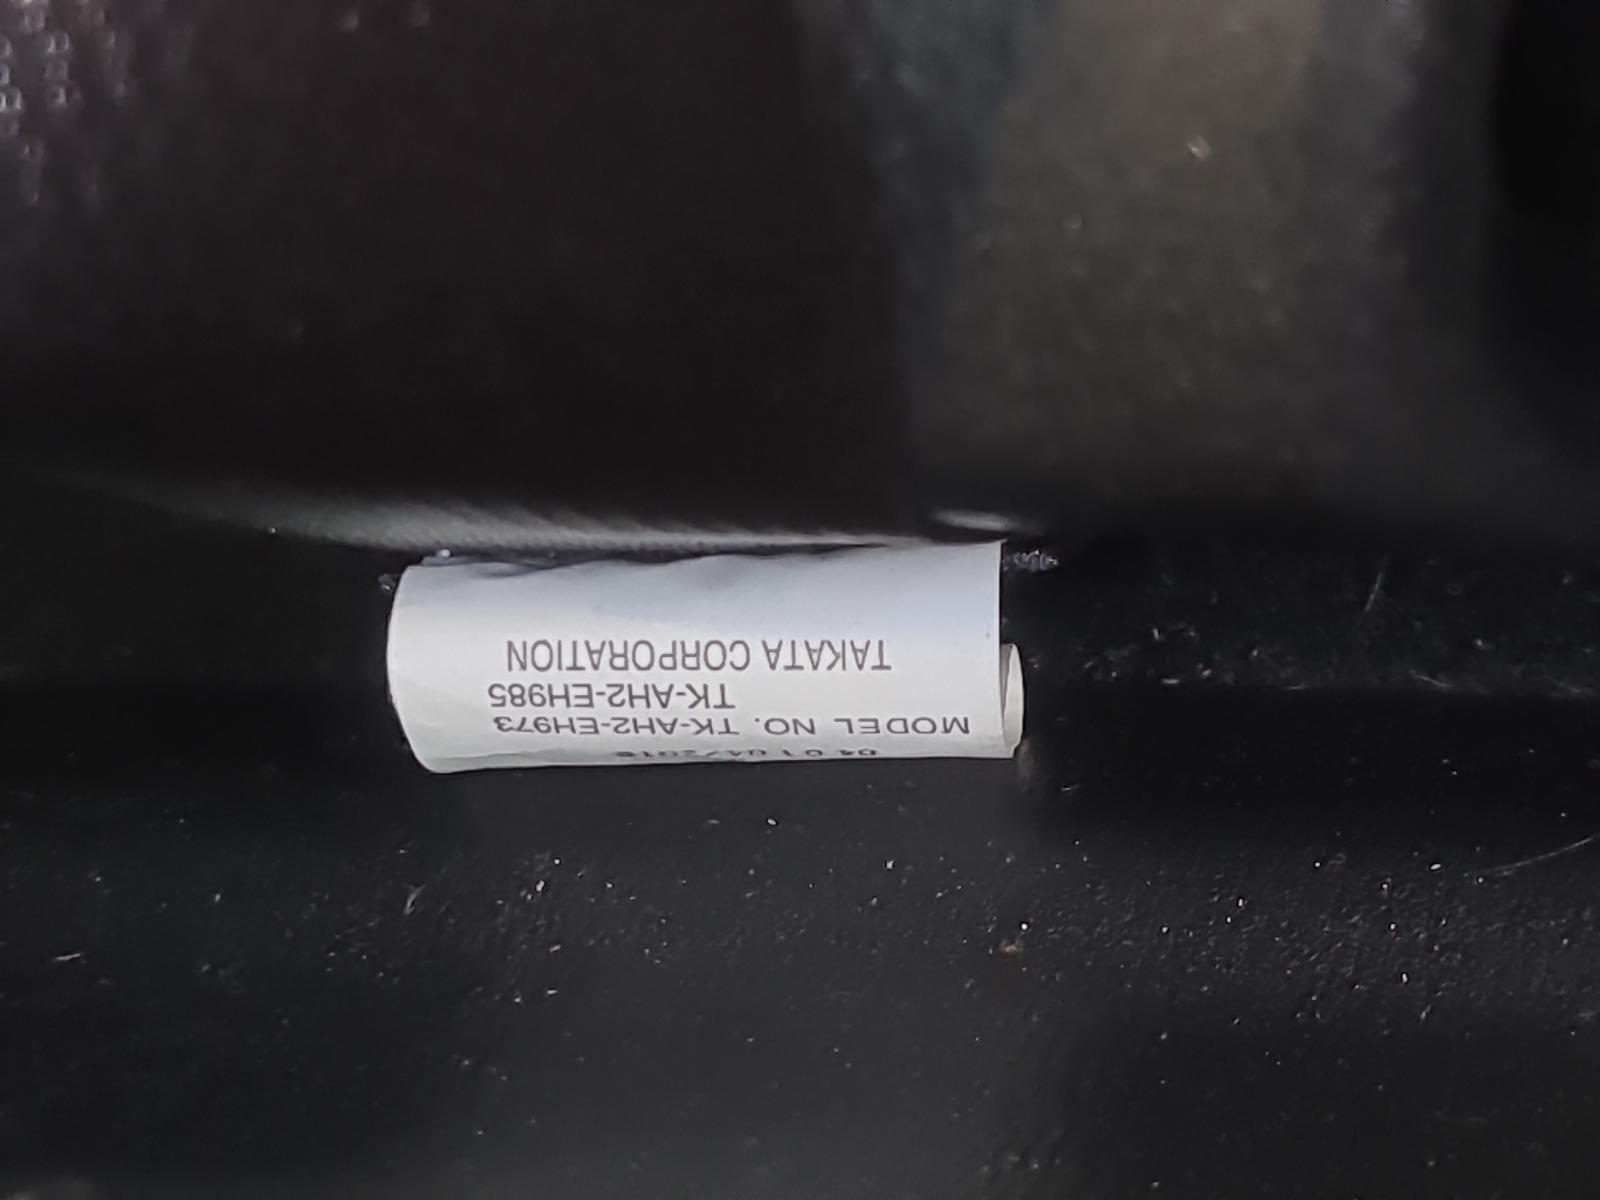 MODEL NO. TK-AH2-EH973
TK-AH2-EH985
TAKATA CORPORATION